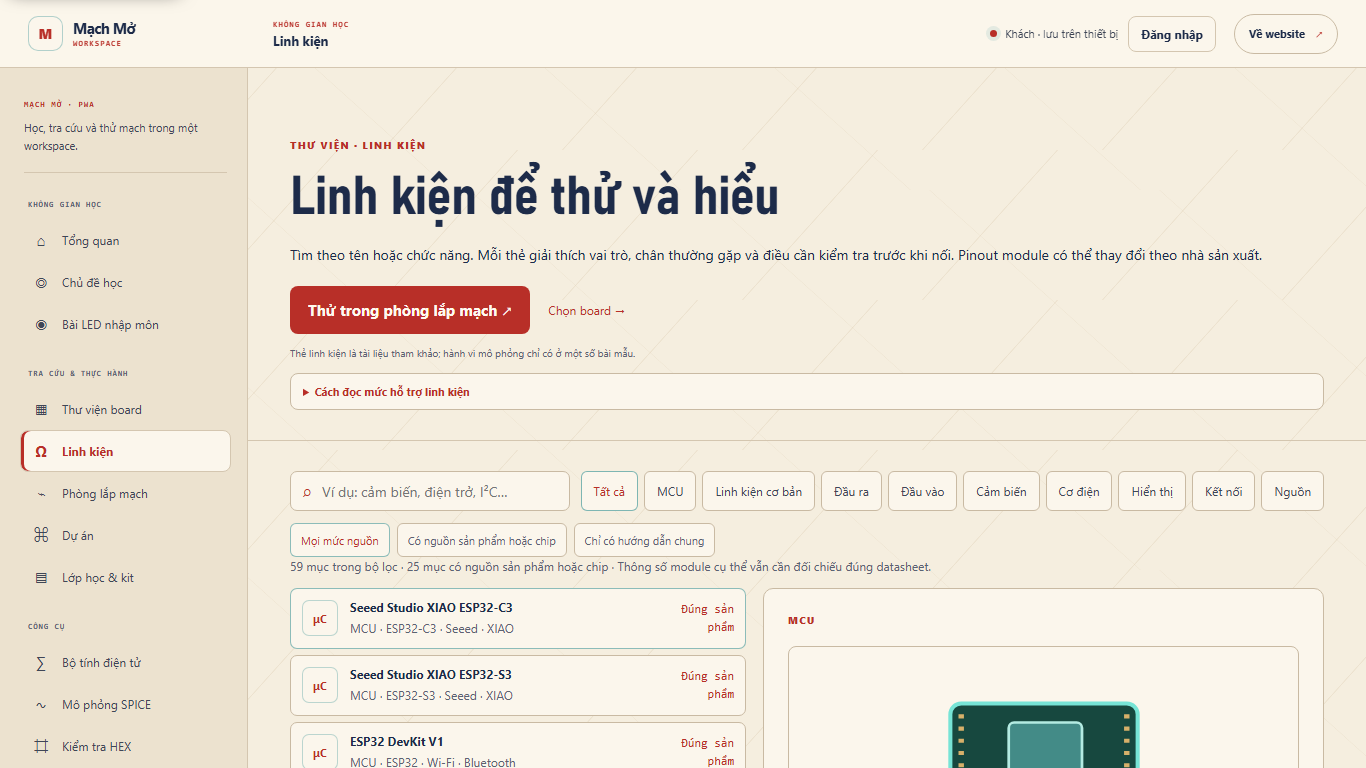 M
Mạch Mở
WORKSPACE
KHÔNG GIAN HỌC
Linh kiện
Khách · lưu trên thiết bị
Đăng nhập
Về website ↗
MẠCH MỞ · PWA
Học, tra cứu và thử mạch trong một
workspace.
KHÔNG GIAN HỌC
Tổng quan
Chủ đề học
Bài LED nhập môn
TRA CỨU & THỰC HÀNH
Thư viện board
Ω Linh kiện
Phòng lắp mạch
⌘ Dự án
Lớp học & kit
CÔNG CỤ
∑ Bộ tính điện tử
∿ Mô phỏng SPICE
Kiểm tra HEX
THƯ VIỆN · LINH KIỆN
Linh kiện để thử và hiểu
Tìm theo tên hoặc chức năng. Mỗi thẻ giải thích vai trò, chân thường gặp và điều cần kiểm tra trước khi nối. Pinout module có thể thay đổi theo nhà sản xuất.
Thử trong phòng lắp mạch ↗
Chọn board →
Thẻ linh kiện là tài liệu tham khảo; hành vi mô phỏng chỉ có ở một số bài mẫu.
▶ Cách đọc mức hỗ trợ linh kiện
Ví dụ: cảm biến, điện trở, I²C...
Tất cả
MCU
Linh kiện cơ bản
Đầu ra
Đầu vào
Cảm biến
Cơ điện
Hiển thị
Kết nối
Nguồn
Mọi mức nguồn
Có nguồn sản phẩm hoặc chip
Chỉ có hướng dẫn chung
59 mục trong bộ lọc · 25 mục có nguồn sản phẩm hoặc chip · Thông số module cụ thể vẫn cần đối chiếu đúng datasheet.
µC
Seeed Studio XIAO ESP32-C3
MCU · ESP32-C3 · Seeed · XIAO
Đúng sản
phẩm
µC
Seeed Studio XIAO ESP32-S3
MCU · ESP32-S3 · Seeed · XIAO
Đúng sản
phẩm
µC
ESP32 DevKit V1
MCU · ESP32 · Wi-Fi · Bluetooth
Đúng sản
phẩm
MCU